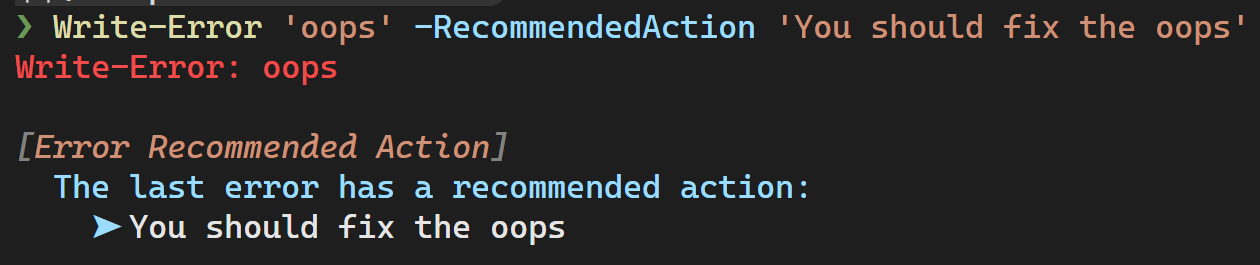 ❯ Write-Error 'oops' -RecommendedAction 'You should fix the oops'
Write-Error: oops
[Error Recommended Action]
The last error has a recommended action:
➤ You should fix the oops